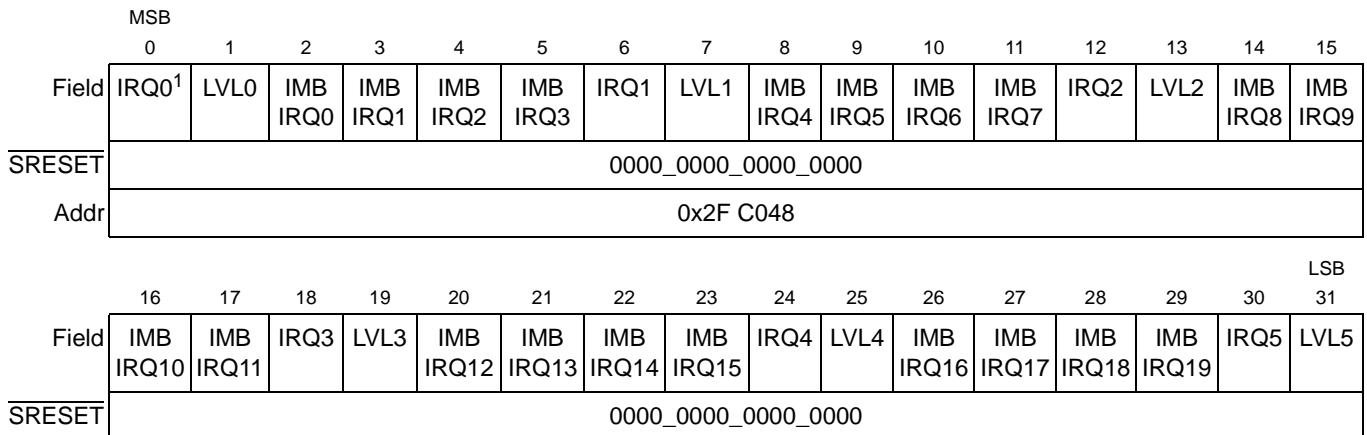 MSB
0 1 2 3 4 5 6 7 8 9 10 11 12 13 14 15
Field IRQ0¹ LVL0 IMB IMB IMB IMB IRQ1 LVL1 IMB IMB IMB IMB IRQ2 LVL2 IMB IMB
IRQ0 IRQ1 IRQ2 IRQ3 IRQ4 IRQ5 IRQ6 IRQ7 IRQ8 IRQ9
SRESET 0000_0000_0000_0000
Addr 0x2F C048
LSB
16 17 18 19 20 21 22 23 24 25 26 27 28 29 30 31
Field IMB IMB IRQ3 LVL3 IMB IMB IMB IMB IRQ4 LVL4 IMB IMB IMB IMB IRQ5 LVL5
IRQ10 IRQ11 IRQ12 IRQ13 IRQ14 IRQ15 IRQ16 IRQ17 IRQ18 IRQ19
SRESET 0000_0000_0000_0000